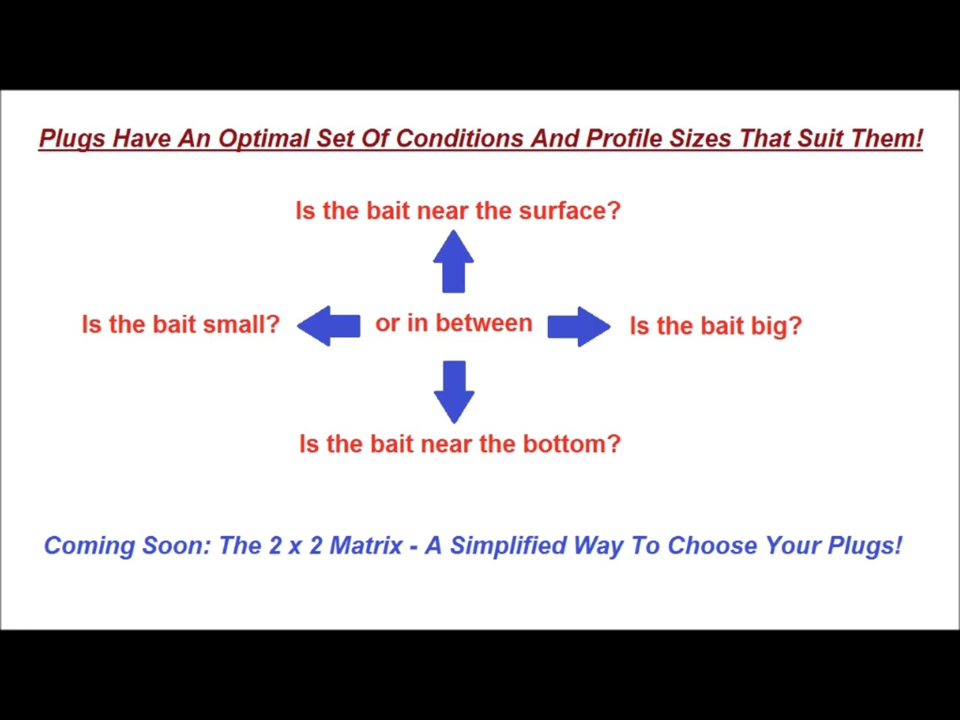 Plugs Have An Optimal Set Of Conditions And Profile Sizes That Suit Them!
Is the bait near the surface?
Is the bait small?
or in between
Is the bait big?
Is the bait near the bottom?
Coming Soon: The 2 x 2 Matrix - A Simplified Way To Choose Your Plugs!